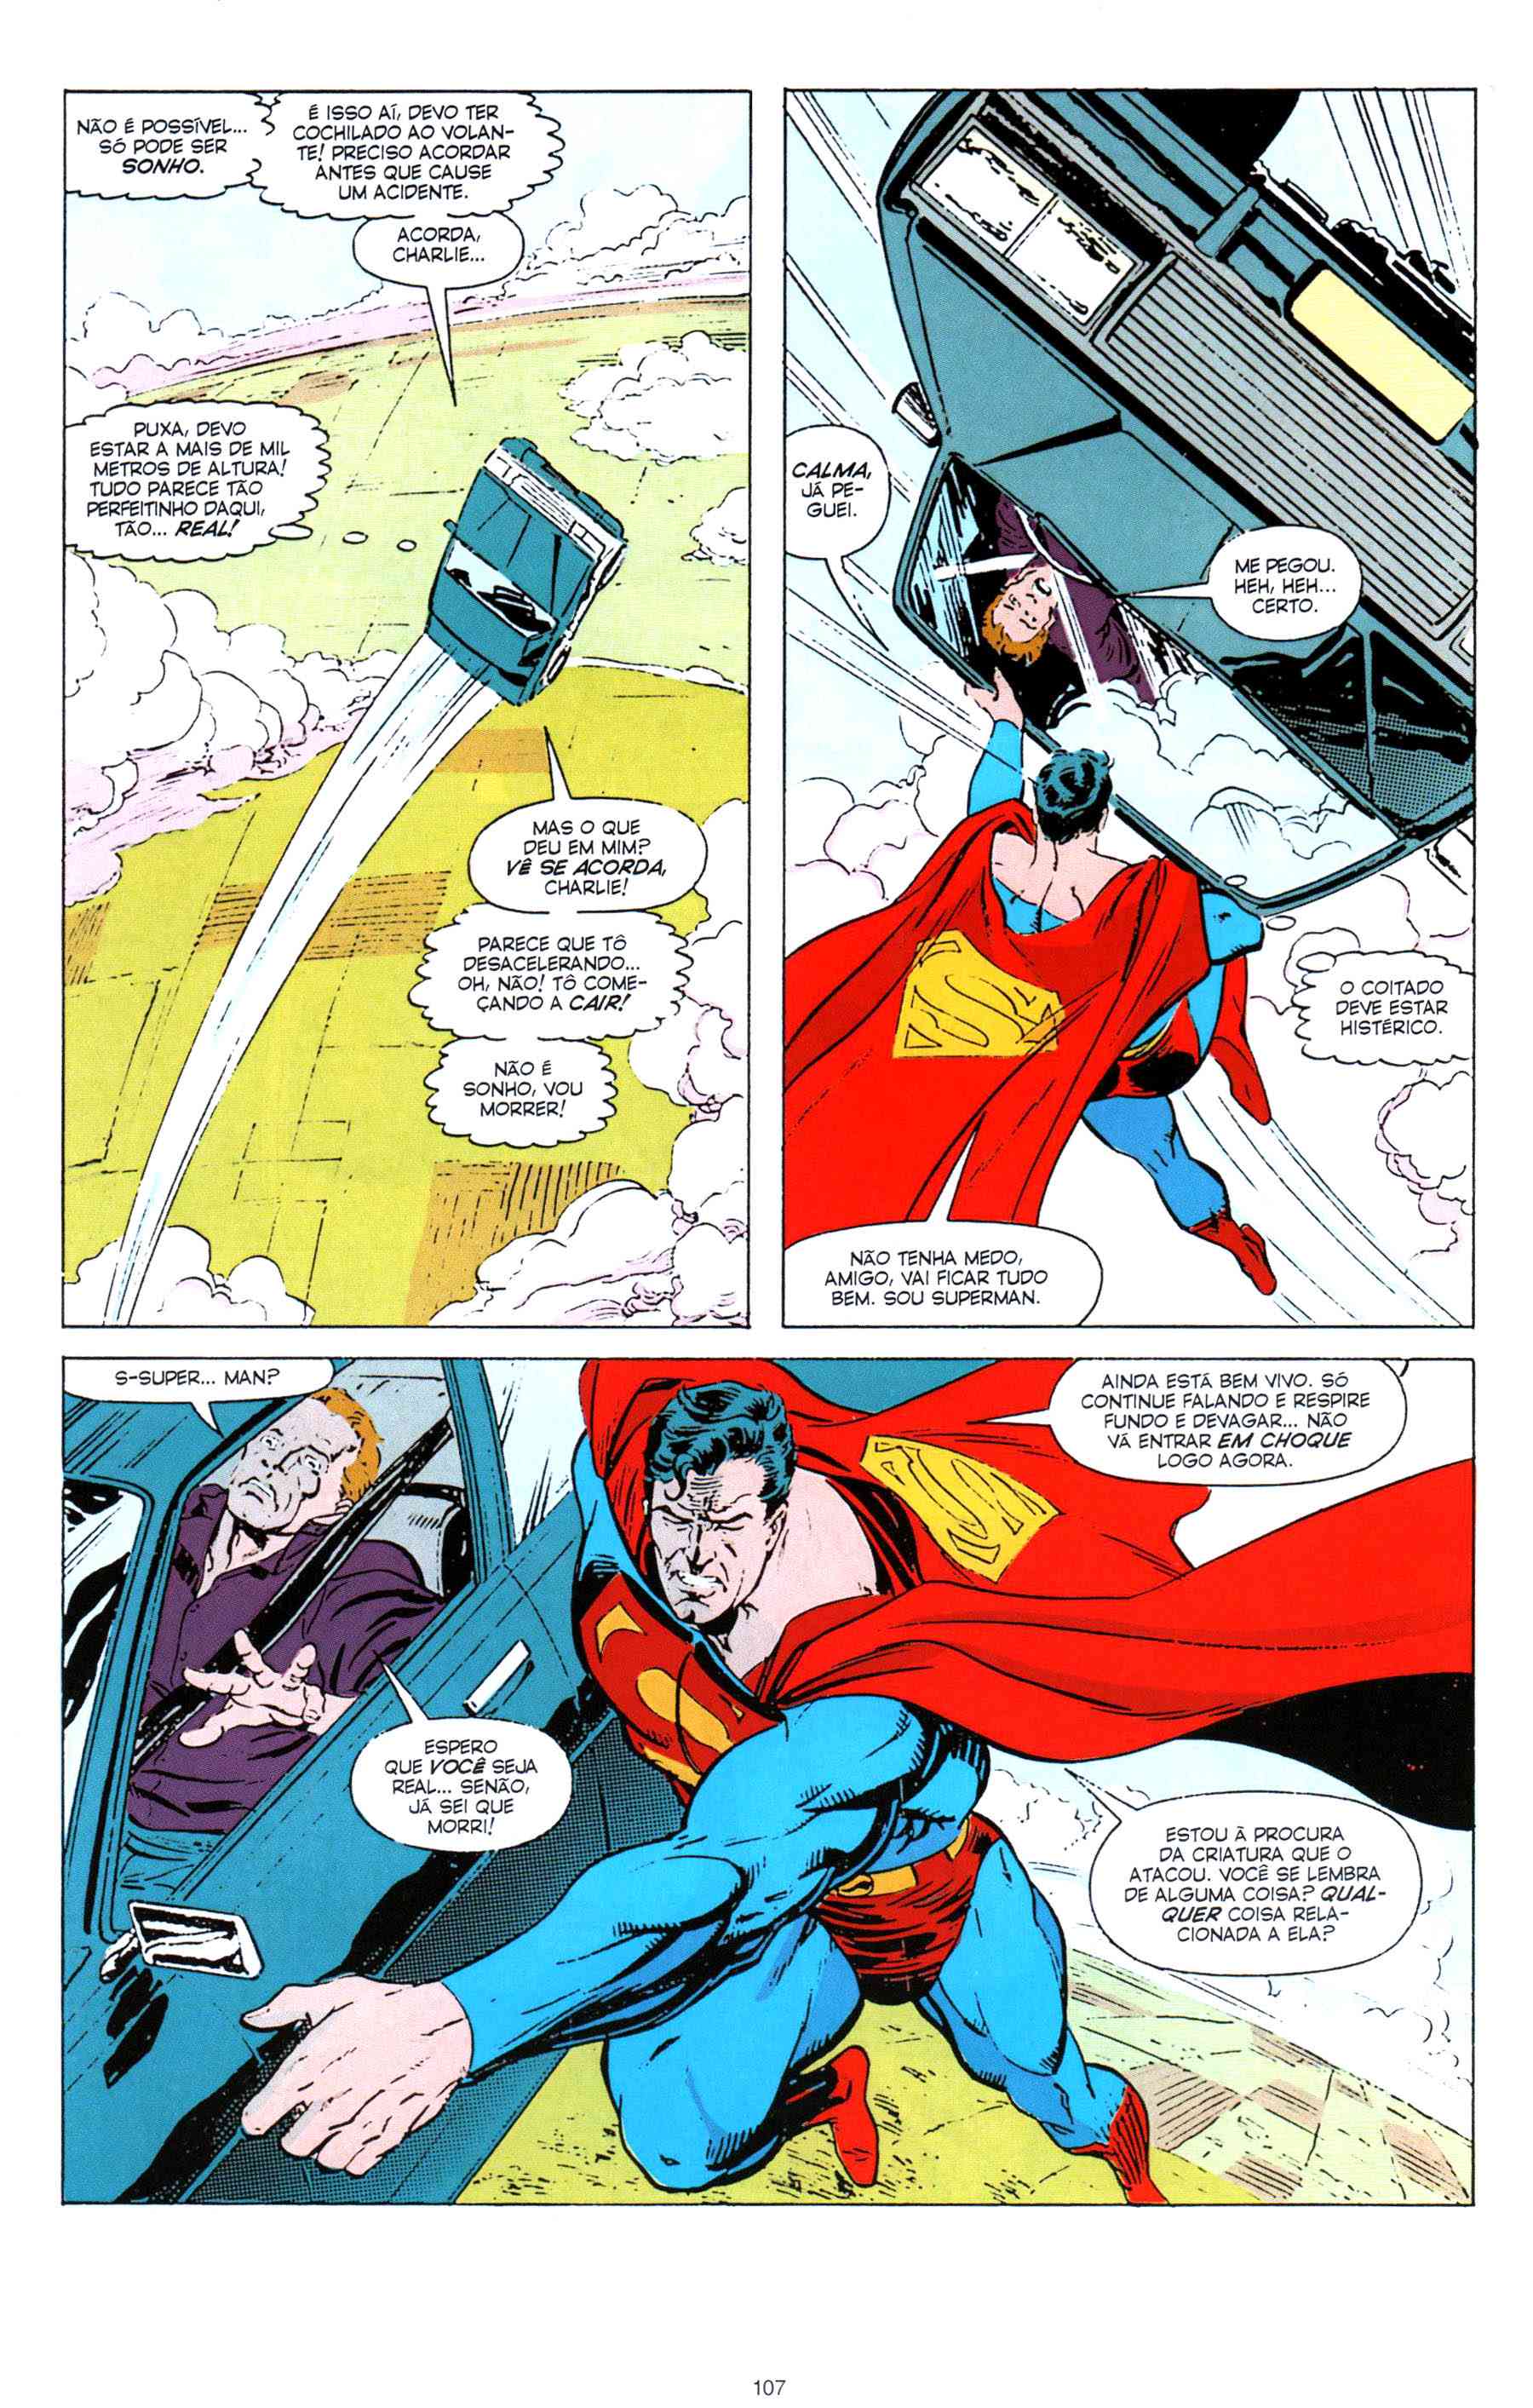 NÃO É POSSÍVEL...
SÓ PODE SER
SONHO.
É ISSO AÍ, DEVO TER
COCHILADO AO VOLAN-
TE! PRECISO ACORDAR
ANTES QUE CAUSE
UM ACIDENTE.
ACORDA,
CHARLIE...
PUXA, DEVO
ESTAR A MAIS DE MIL
METROS DE ALTURA!
TUDO PARECE TÃO
PERFEITINHO DAQUI,
TÃO... REAL!
MAS O QUE
DEU EM MIM?
VÊ SE ACORDA,
CHARLIE!
PARECE QUE TÔ
DESACELERANDO...
OH, NÃO! TÔ COME-
ÇANDO A CAIR!
NÃO É
SONHO, VOU
MORRER!
CALMA,
JÁ PE-
GUEI.
ME PEGOU.
HEH, HEH...
CERTO.
O COITADO
DEVE ESTAR
HISTÉRICO.
NÃO TENHA MEDO,
AMIGO, VAI FICAR TUDO
BEM. SOU SUPERMAN.
S-SUPER... MAN?
AINDA ESTÁ BEM VIVO. SÓ
CONTINUE FALANDO E RESPIRE
FUNDO E DEVAGAR... NÃO
VÁ ENTRAR EM CHOQUE
LOGO AGORA.
ESPERO
QUE VOCÊ SEJA
REAL... SENÃO,
JÁ SEI QUE
MORRI!
ESTOU À PROCURA
DA CRIATURA QUE O
ATACOU. VOCÊ SE LEMBRA
DE ALGUMA COISA? QUAL-
QUER COISA RELA-
CIONADA A ELA?
107